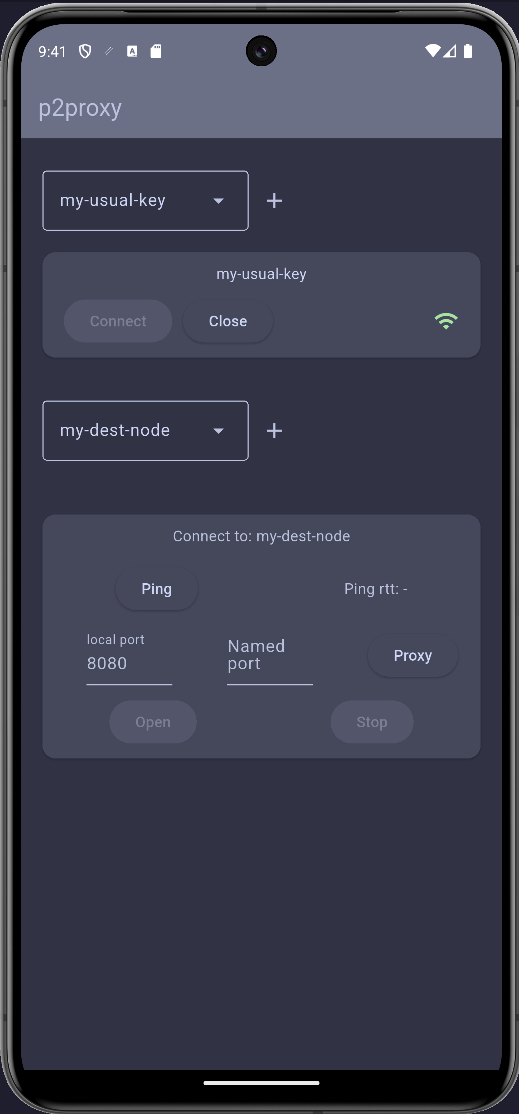 9:41
p2proxy
my-usual-key
my-usual-key
Connect Close
my-dest-node
Connect to: my-dest-node
Ping Ping rtt: -
local port
8080
Named
port
Proxy
Open Stop